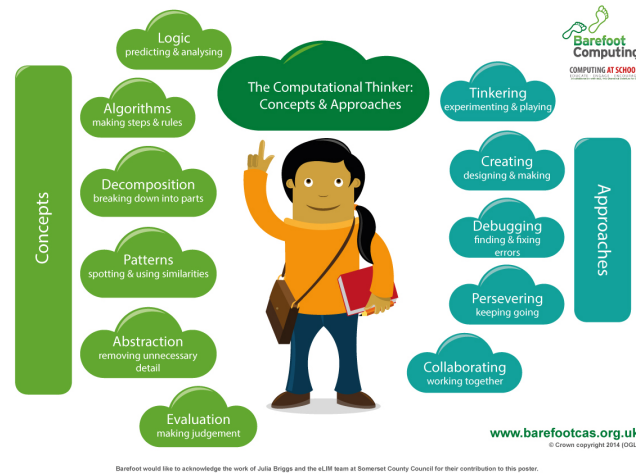 Barefoot
Computing
COMPUTING AT SCHOOL
The Computational Thinker:
Concepts & Approaches
Concepts
Logic
predicting & analysing
Algorithms
making steps & rules
Decomposition
breaking down into parts
Patterns
spotting & using similarities
Abstraction
removing unnecessary
detail
Evaluation
making judgement
Tinkering
experimenting & playing
Creating
designing & making
Debugging
finding & fixing
errors
Persevering
keeping going
Collaborating
working together
Approaches
www.barefootcas.org.uk
© Crown copyright 2014 (OGL
Barefoot would like to acknowledge the work of Julia Briggs and the eLIM team at Somerset County Council for their contribution to this poster.